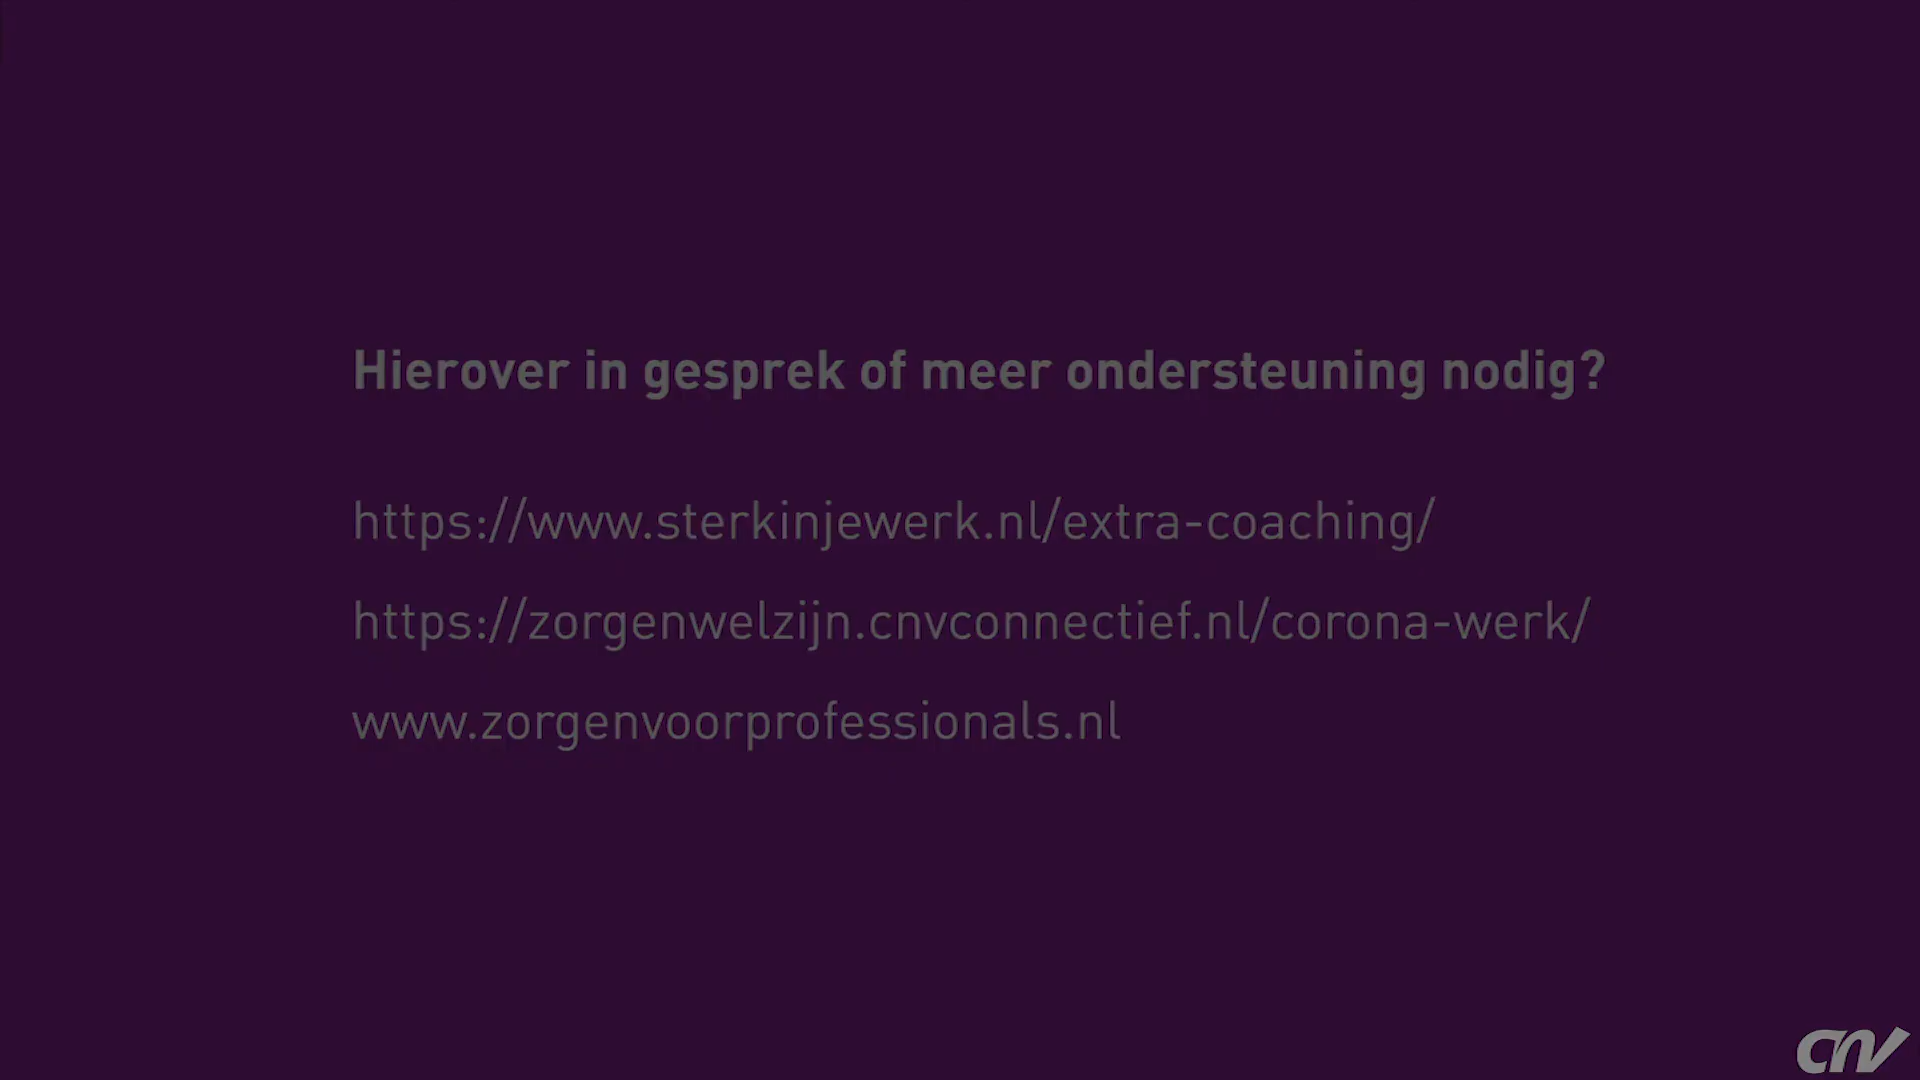 Hierover in gesprek of meer ondersteuning nodig?
https://www.sterkinjewerk.nl/extra-coaching/
https://zorgenwelzijn.cnvconnectief.nl/corona-werk/
www.zorgenvoorprofessionals.nl
CNV